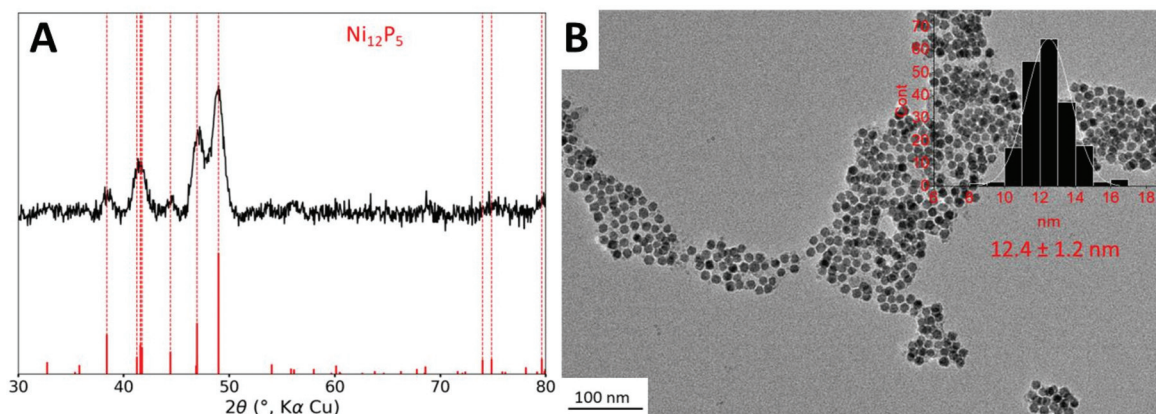 A
Ni₁₂P₅
30 40 50 60 70 80
2θ (°, Kα Cu)
B
70
60
50
40
30
20
10
0
Cont
6 8 10 12 14 16 18
nm
12.4 ± 1.2 nm
100 nm